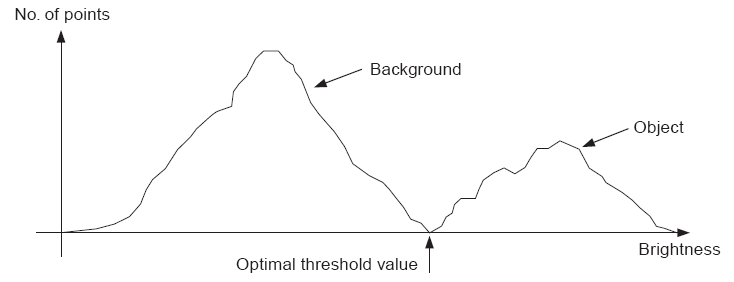 No. of points
Background
Object
Brightness
Optimal threshold value